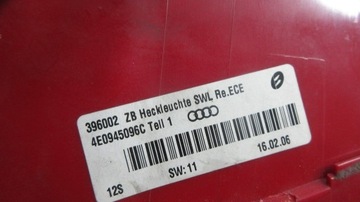 396002 ZB Heckleuchte SWL Re.ECE
4E0945096C Teil 1
SW: 11
16.02.06
12S